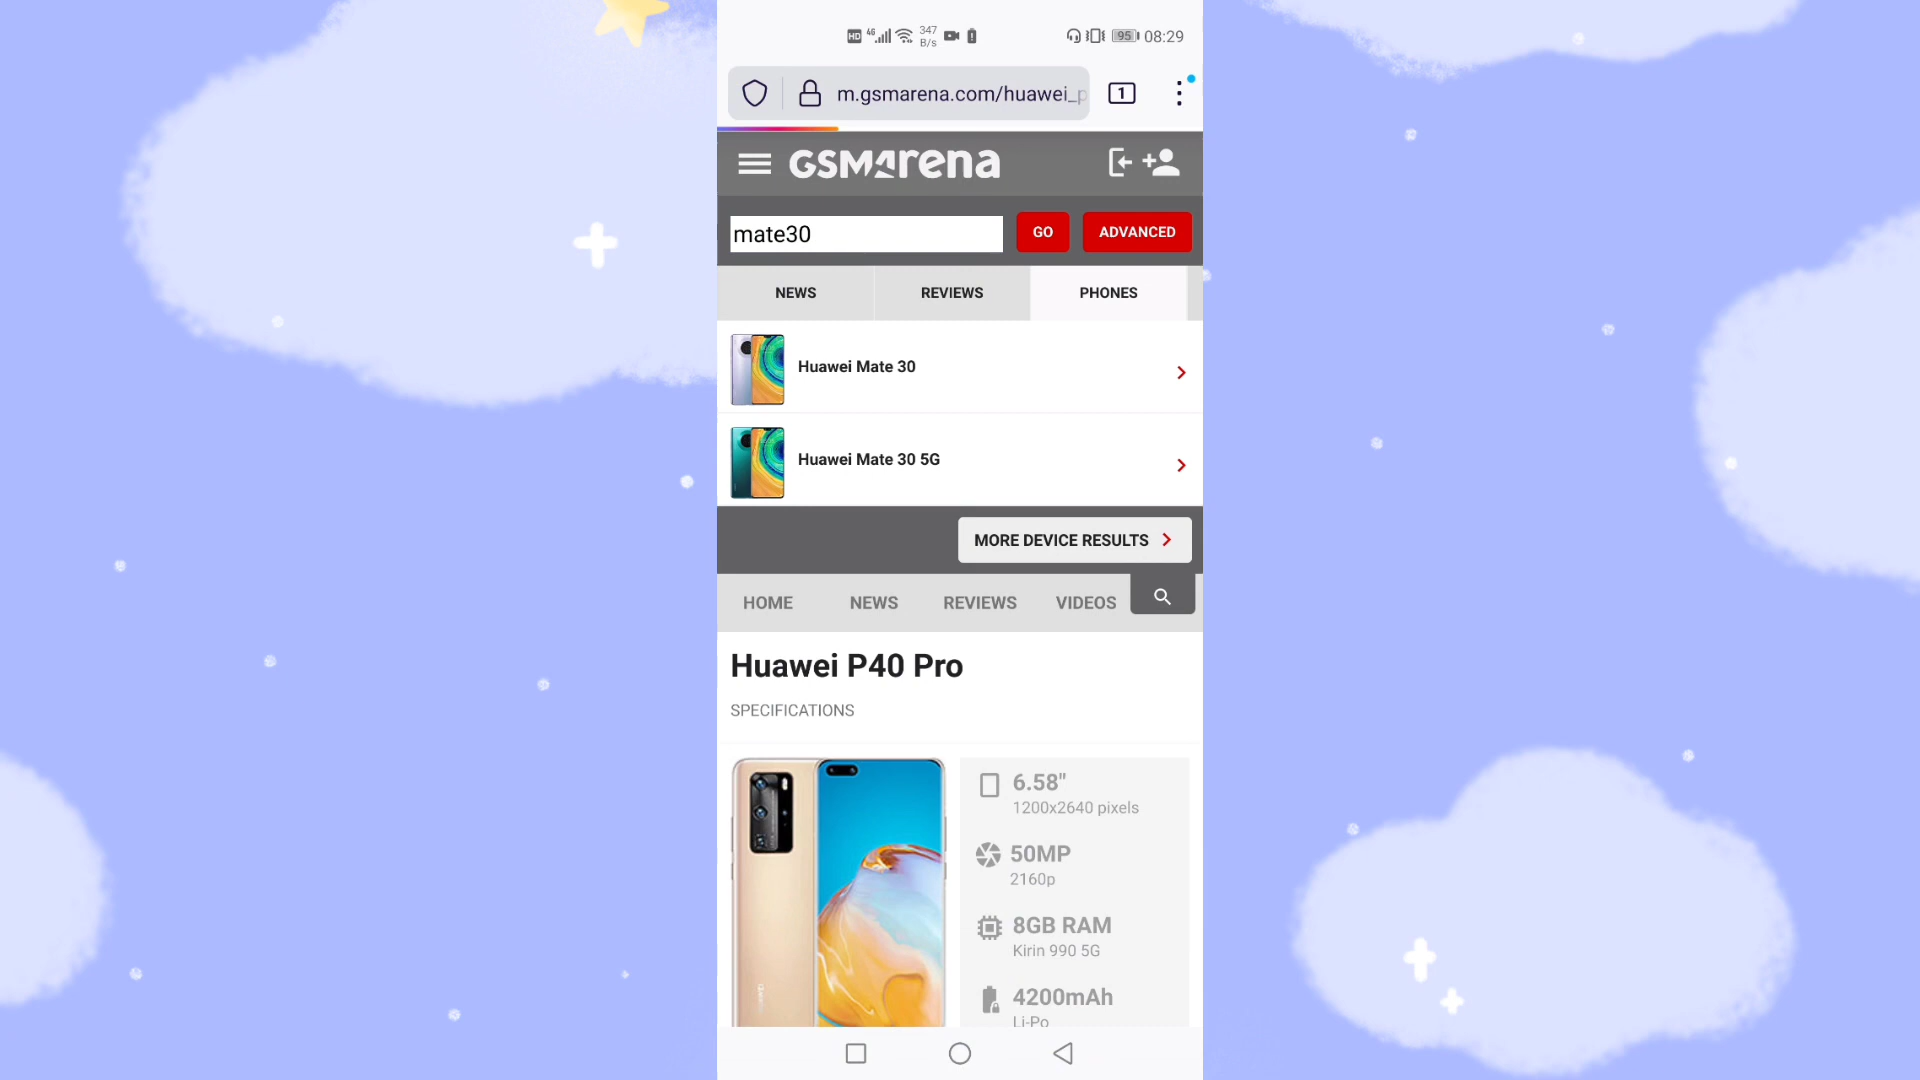 HD 4G 347 B/s 95 08:29
m.gsmarena.com/huawei_p 1
GSMArena
mate30 GO ADVANCED
NEWS REVIEWS PHONES
Huawei Mate 30
Huawei Mate 30 5G
MORE DEVICE RESULTS
HOME NEWS REVIEWS VIDEOS
Huawei P40 Pro
SPECIFICATIONS
6.58"
1200x2640 pixels
50MP
2160p
8GB RAM
Kirin 990 5G
4200mAh
Li-Po